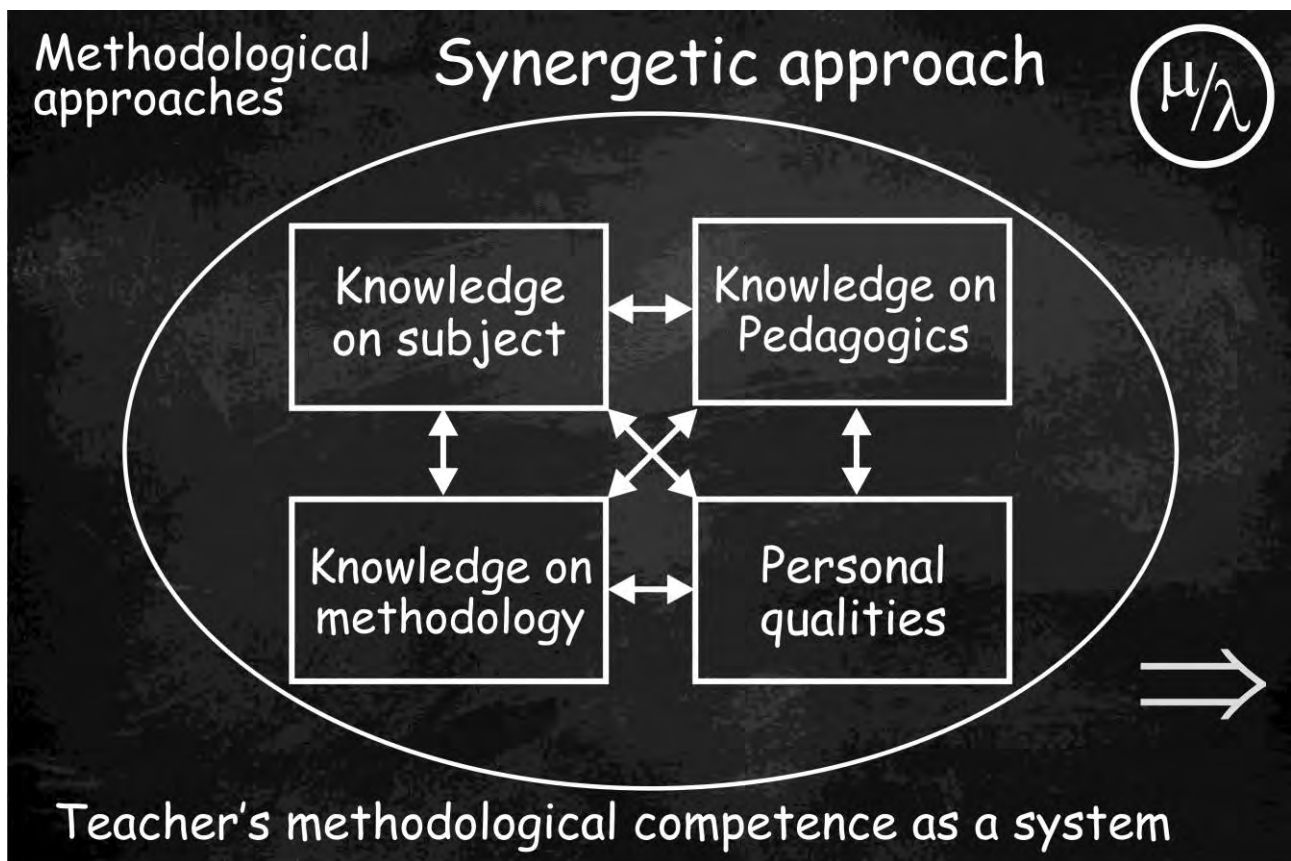 Methodological
approaches
Synergetic approach
μ/λ
Knowledge
on subject
Knowledge on
Pedagogics
Knowledge on
methodology
Personal
qualities
Teacher's methodological competence as a system